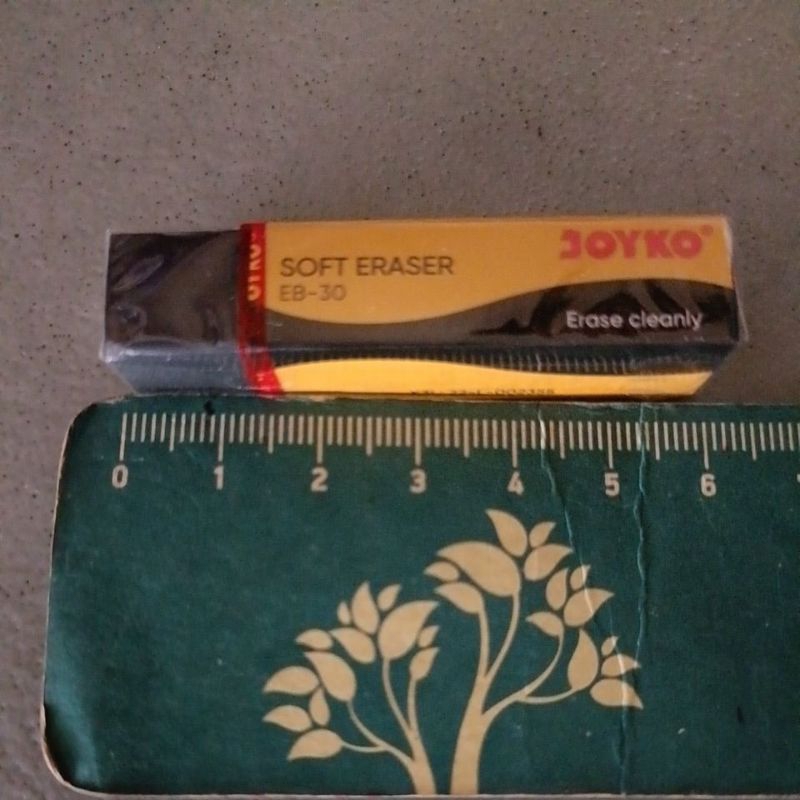 JOYKO®
SOFT ERASER
EB-30
Erase cleanly
0 1 2 3 4 5 6